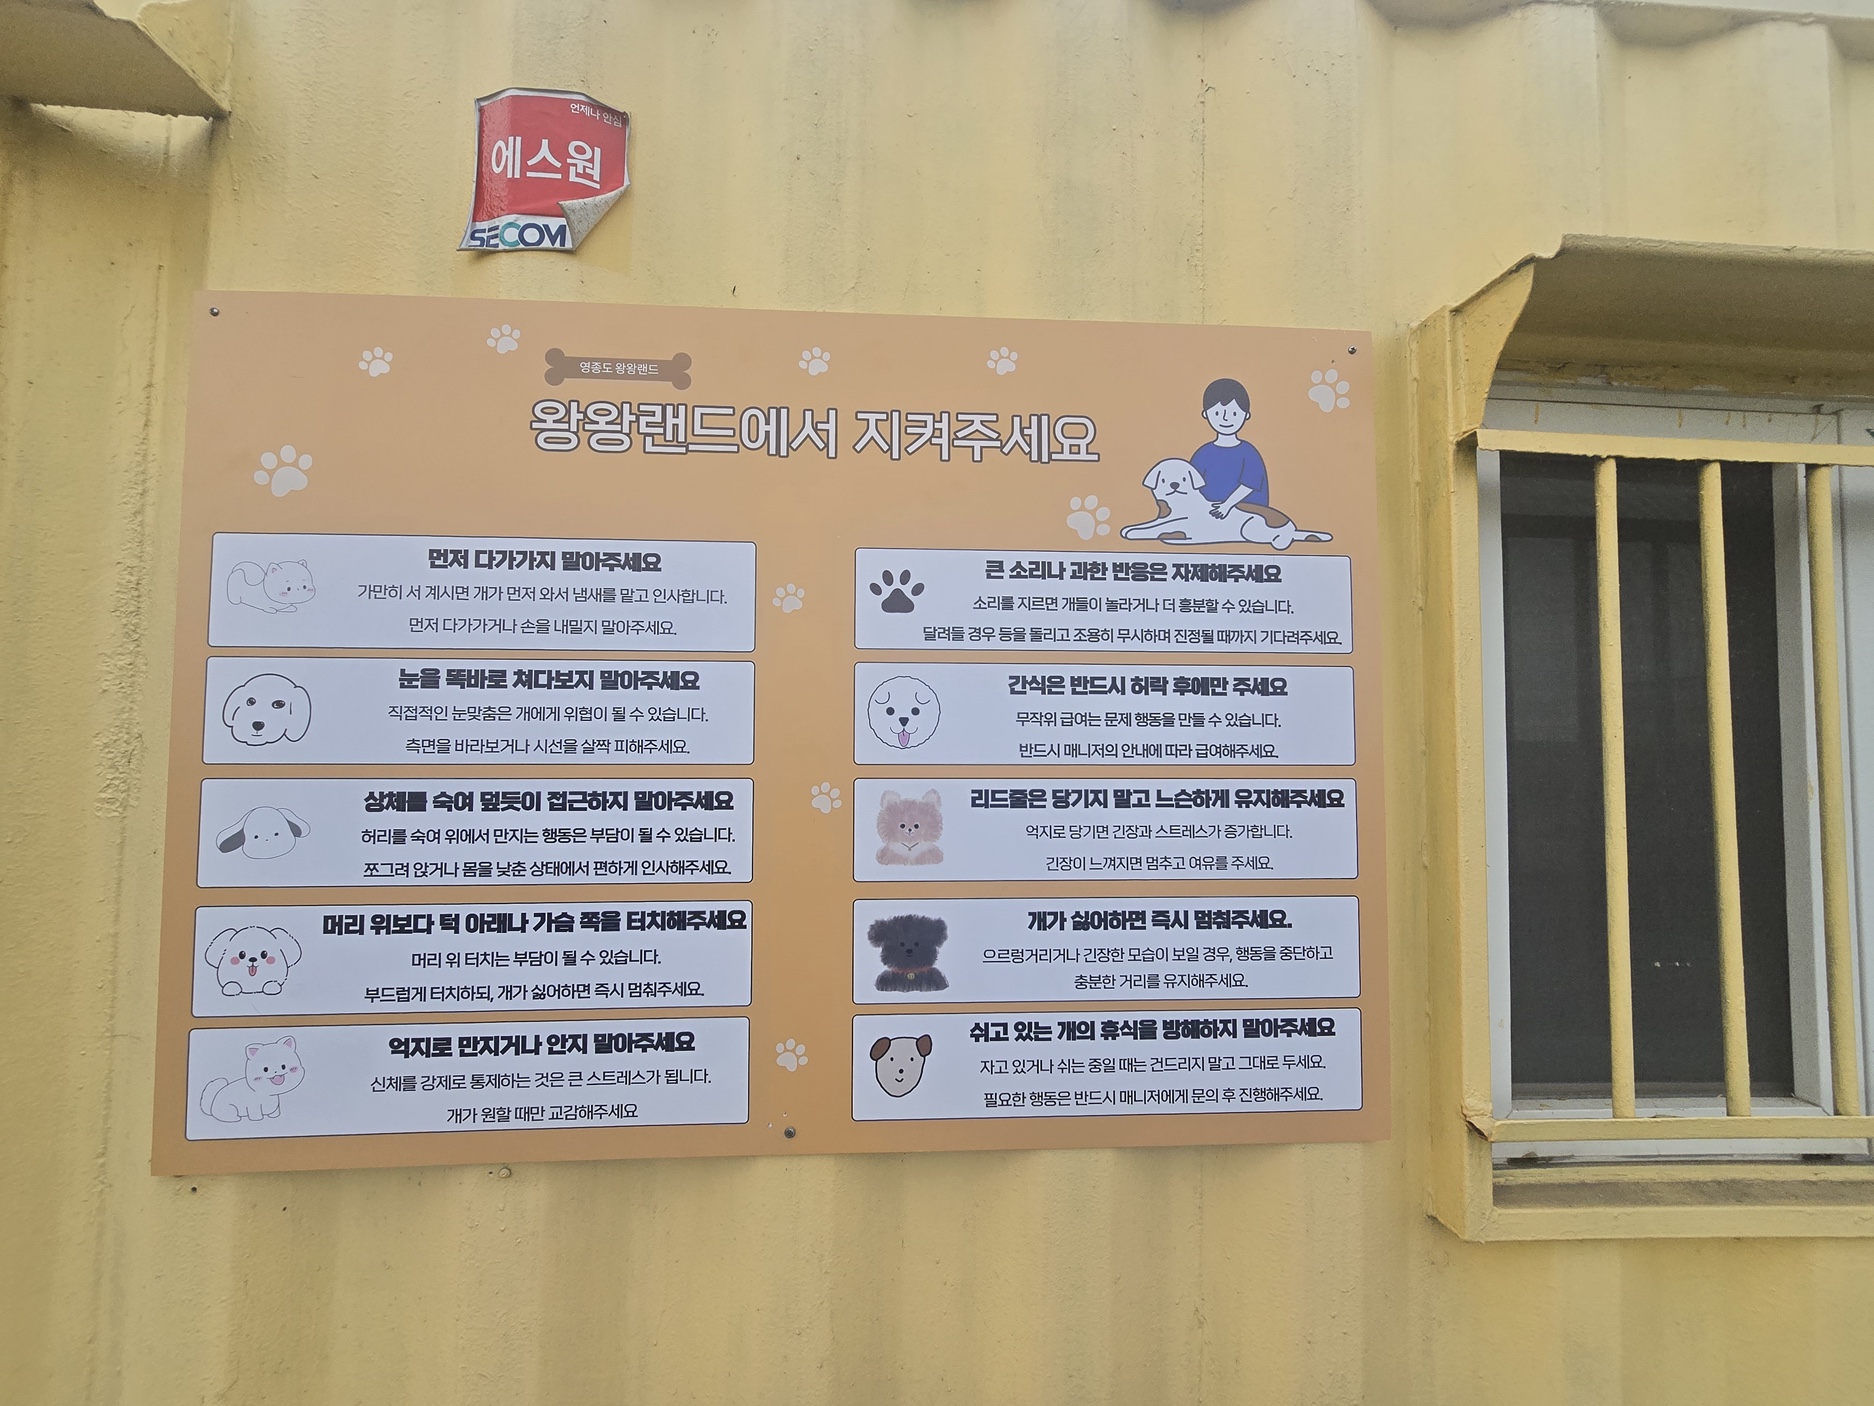 언제나 안심
에스원
SECOM
영종도 왕왕랜드
왕왕랜드에서 지켜주세요
먼저 다가가지 말아주세요
가만히 서 계시면 개가 먼저 와서 냄새를 맡고 인사합니다.
먼저 다가가거나 손을 내밀지 말아주세요.
눈을 똑바로 쳐다보지 말아주세요
직접적인 눈맞춤은 개에게 위협이 될 수 있습니다.
측면을 바라보거나 시선을 살짝 피해주세요.
상체를 숙여 덮듯이 접근하지 말아주세요
허리를 숙여 위에서 만지는 행동은 부담이 될 수 있습니다.
쪼그려 앉거나 몸을 낮춘 상태에서 편하게 인사해주세요.
머리 위보다 턱 아래나 가슴 쪽을 터치해주세요
머리 위 터치는 부담이 될 수 있습니다.
부드럽게 터치하되, 개가 싫어하면 즉시 멈춰주세요.
억지로 만지거나 안지 말아주세요
신체를 강제로 통제하는 것은 큰 스트레스가 됩니다.
개가 원할 때만 교감해주세요
큰 소리나 과한 반응은 자제해주세요
소리를 지르면 개들이 놀라거나 더 흥분할 수 있습니다.
달려들 경우 등을 돌리고 조용히 무시하며 진정될 때까지 기다려주세요.
간식은 반드시 허락 후에만 주세요
무작위 급여는 문제 행동을 만들 수 있습니다.
반드시 매니저의 안내에 따라 급여해주세요.
리드줄은 당기지 말고 느슨하게 유지해주세요
억지로 당기면 긴장과 스트레스가 증가합니다.
긴장이 느껴지면 멈추고 여유를 주세요.
개가 싫어하면 즉시 멈춰주세요.
으르렁거리거나 긴장한 모습이 보일 경우, 행동을 중단하고
충분한 거리를 유지해주세요.
쉬고 있는 개의 휴식을 방해하지 말아주세요
자고 있거나 쉬는 중일 때는 건드리지 말고 그대로 두세요.
필요한 행동은 반드시 매니저에게 문의 후 진행해주세요.